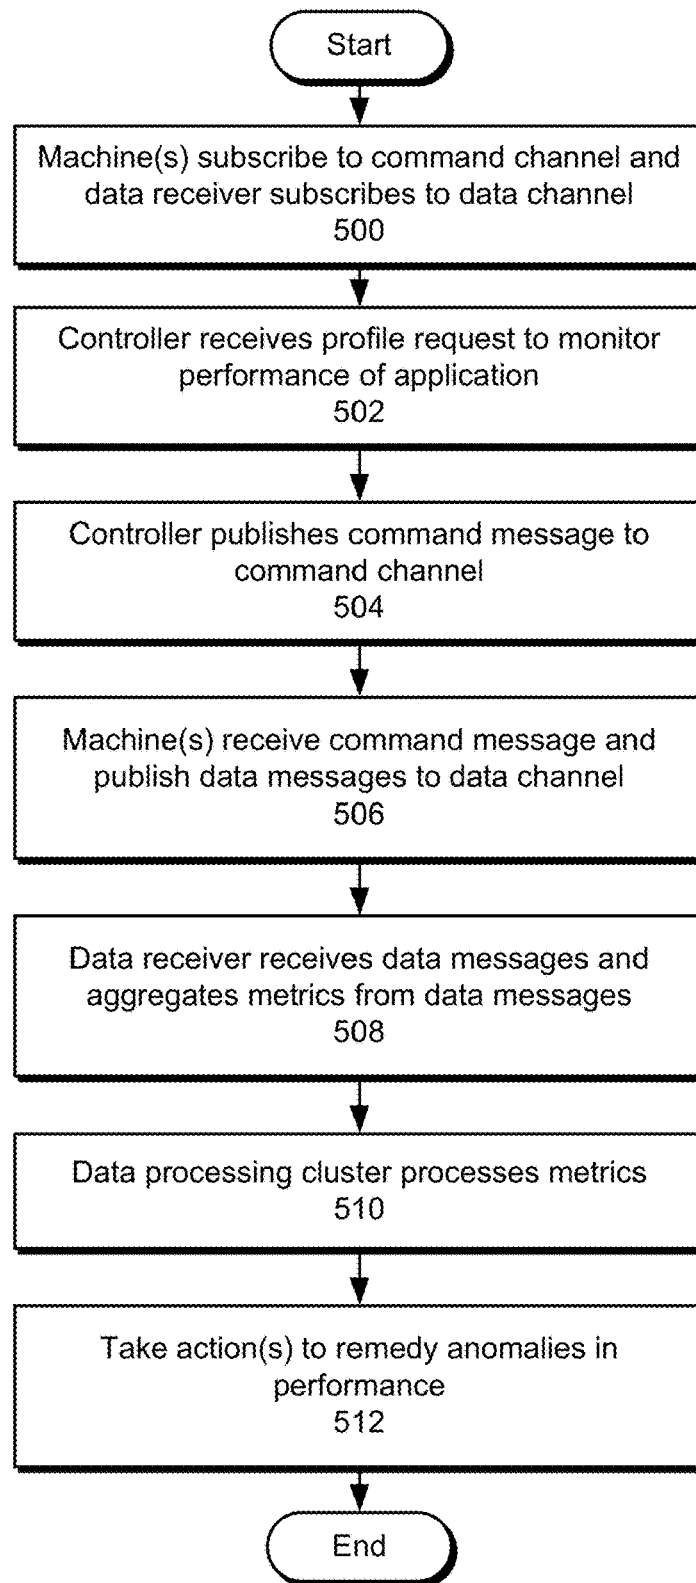 Start
Machine(s) subscribe to command channel and
data receiver subscribes to data channel
500
Controller receives profile request to monitor
performance of application
502
Controller publishes command message to
command channel
504
Machine(s) receive command message and
publish data messages to data channel
506
Data receiver receives data messages and
aggregates metrics from data messages
508
Data processing cluster processes metrics
510
Take action(s) to remedy anomalies in
performance
512
End